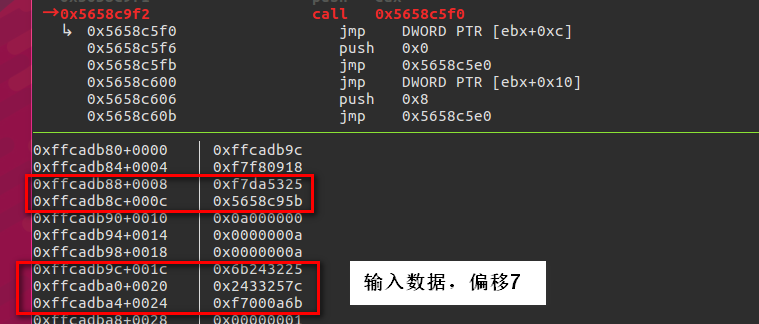 →0x5658c9f2 call 0x5658c5f0
↳ 0x5658c5f0 jmp DWORD PTR [ebx+0xc]
0x5658c5f6 push 0x0
0x5658c5fb jmp 0x5658c5e0
0x5658c600 jmp DWORD PTR [ebx+0x10]
0x5658c606 push 0x8
0x5658c60b jmp 0x5658c5e0
0xffcadb80+0000 0xffcadb9c
0xffcadb84+0004 0xf7f80918
0xffcadb88+0008 0xf7da5325
0xffcadb8c+000c 0x5658c95b
0xffcadb90+0010 0x0a000000
0xffcadb94+0014 0x0000000a
0xffcadb98+0018 0x0000000a
0xffcadb9c+001c 0x6b243225
0xffcadba0+0020 0x2433257c
0xffcadba4+0024 0xf7000a6b
0xffcadba8+0028 0x00000001
输入数据，偏移7